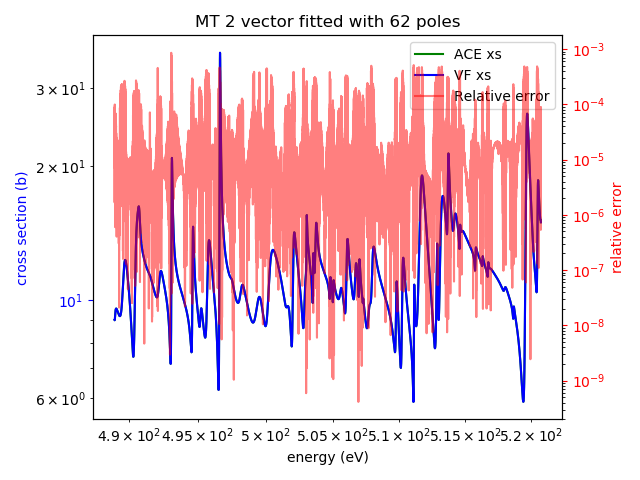 MT 2 vector fitted with 62 poles
ACE xs
VF xs
Relative error
cross section (b)
3 × 10¹
2 × 10¹
10¹
6 × 10⁰
10⁻³
10⁻⁴
10⁻⁵
10⁻⁶
10⁻⁷
10⁻⁸
10⁻⁹
relative error
4.9 × 10² 4.95 × 10² 5 × 10² 5.05 × 10² 5.1 × 10² 5.15 × 10² 5.2 × 10²
energy (eV)